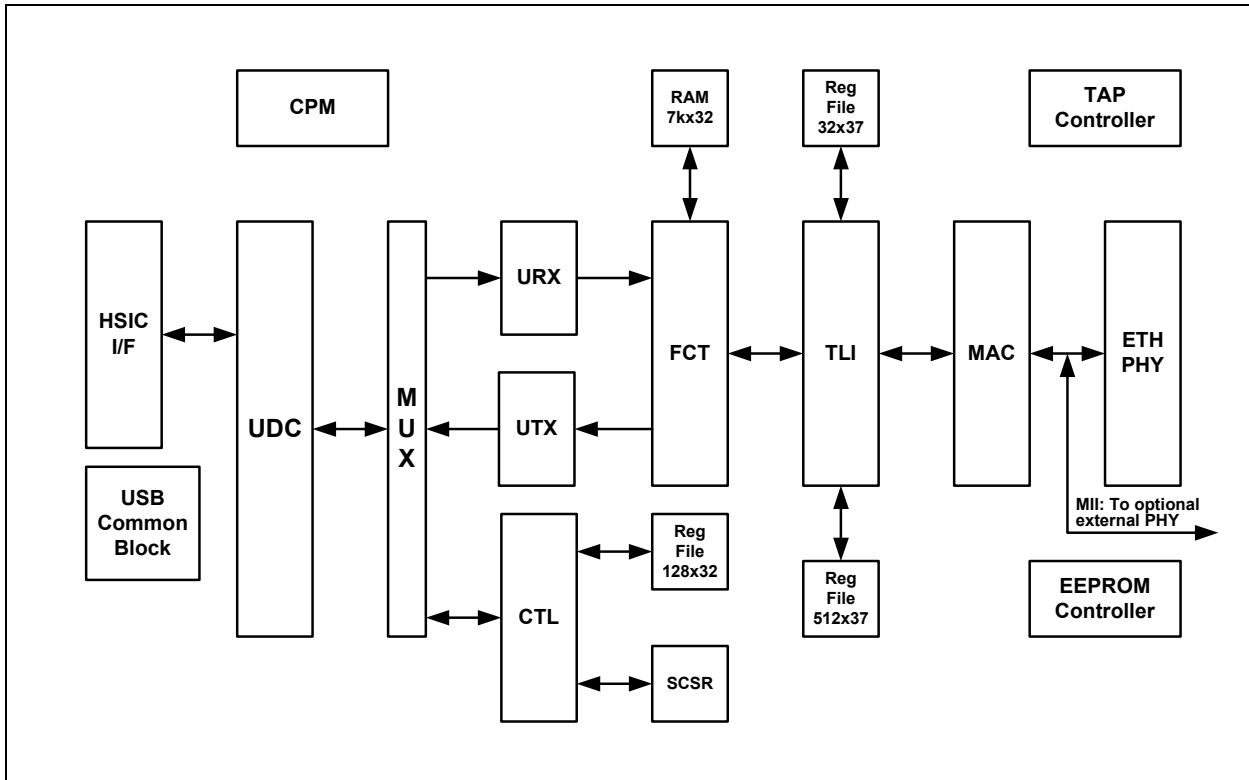 CPM
RAM
7kx32
Reg
File
32x37
TAP
Controller
HSIC
I/F
UDC
M
U
X
URX
UTX
FCT
TLI
MAC
ETH
PHY
MII: To optional
external PHY
USB
Common
Block
CTL
Reg
File
128x32
SCSR
Reg
File
512x37
EEPROM
Controller